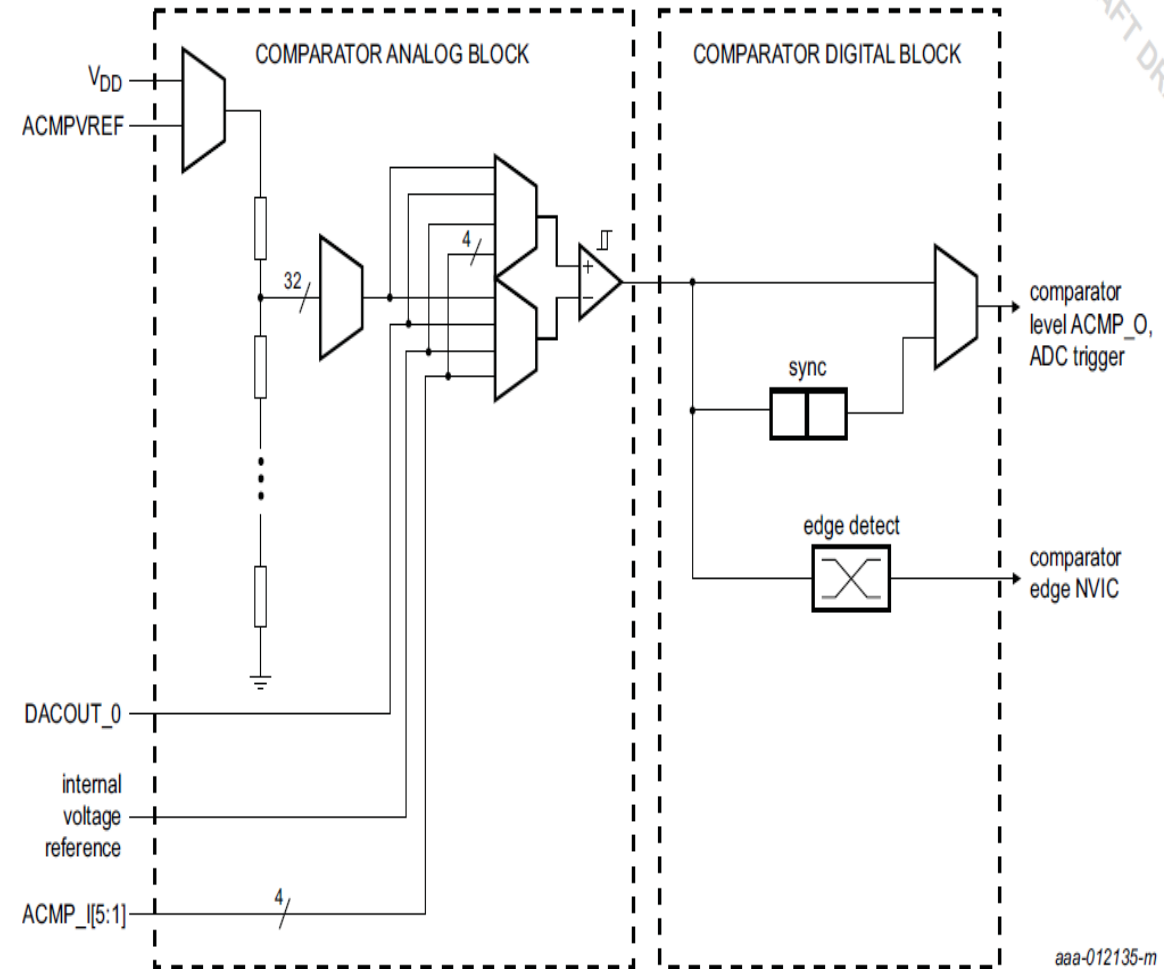 COMPARATOR ANALOG BLOCK
COMPARATOR DIGITAL BLOCK
VDD
ACMPVREF
4
32
+
−
comparator
level ACMP_O,
ADC trigger
sync
edge detect
comparator
edge NVIC
DACOUT_0
internal
voltage
reference
4
ACMP_I[5:1]
aaa-012135-m